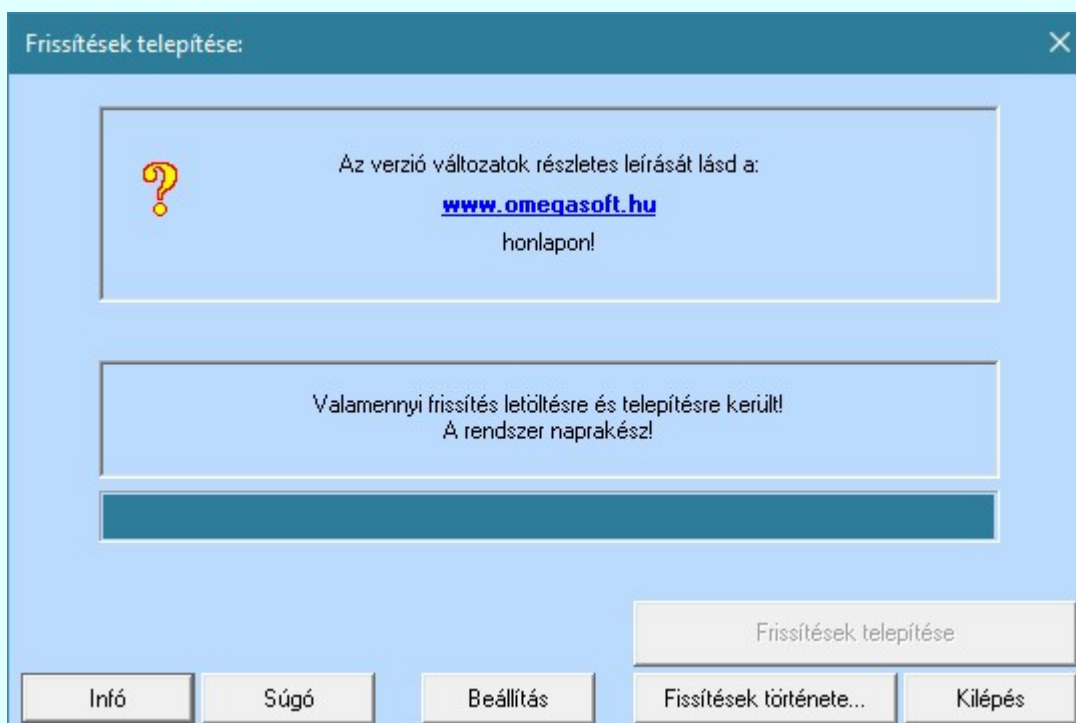 Frissítések telepítése:
Az verzió változatok részletes leírását lásd a:
www.omegasoft.hu
honlapon!
Valamennyi frissítés letöltésre és telepítésre került!
A rendszer naprakész!
Frissítések telepítése
Infó
Súgó
Beállítás
Fissítések története...
Kilépés